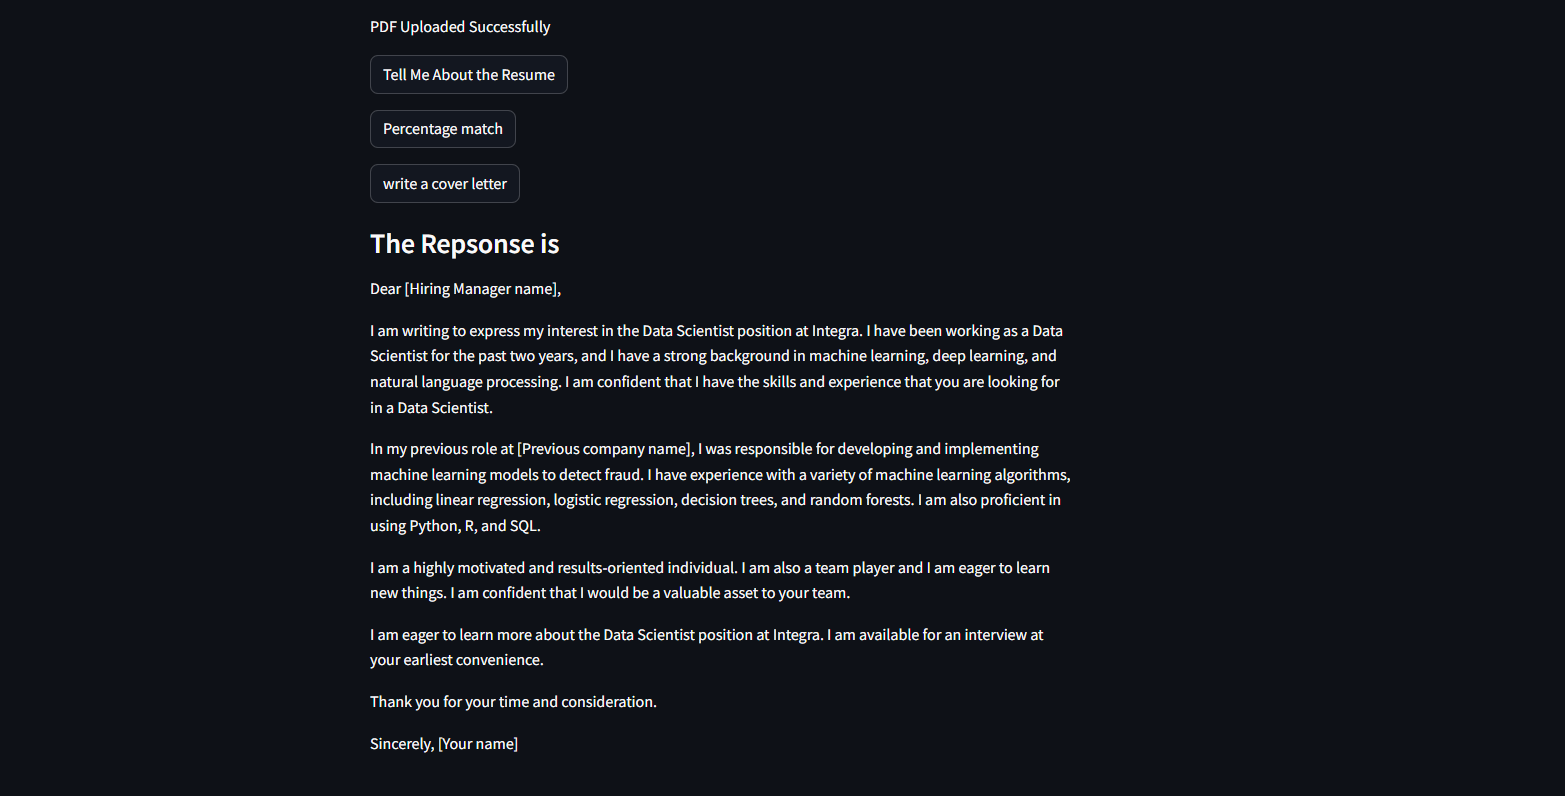 PDF Uploaded Successfully
Tell Me About the Resume
Percentage match
write a cover letter
The Repsonse is
Dear [Hiring Manager name],
I am writing to express my interest in the Data Scientist position at Integra. I have been working as a Data
Scientist for the past two years, and I have a strong background in machine learning, deep learning, and
natural language processing. I am confident that I have the skills and experience that you are looking for
in a Data Scientist.
In my previous role at [Previous company name], I was responsible for developing and implementing
machine learning models to detect fraud. I have experience with a variety of machine learning algorithms,
including linear regression, logistic regression, decision trees, and random forests. I am also proficient in
using Python, R, and SQL.
I am a highly motivated and results-oriented individual. I am also a team player and I am eager to learn
new things. I am confident that I would be a valuable asset to your team.
I am eager to learn more about the Data Scientist position at Integra. I am available for an interview at
your earliest convenience.
Thank you for your time and consideration.
Sincerely, [Your name]